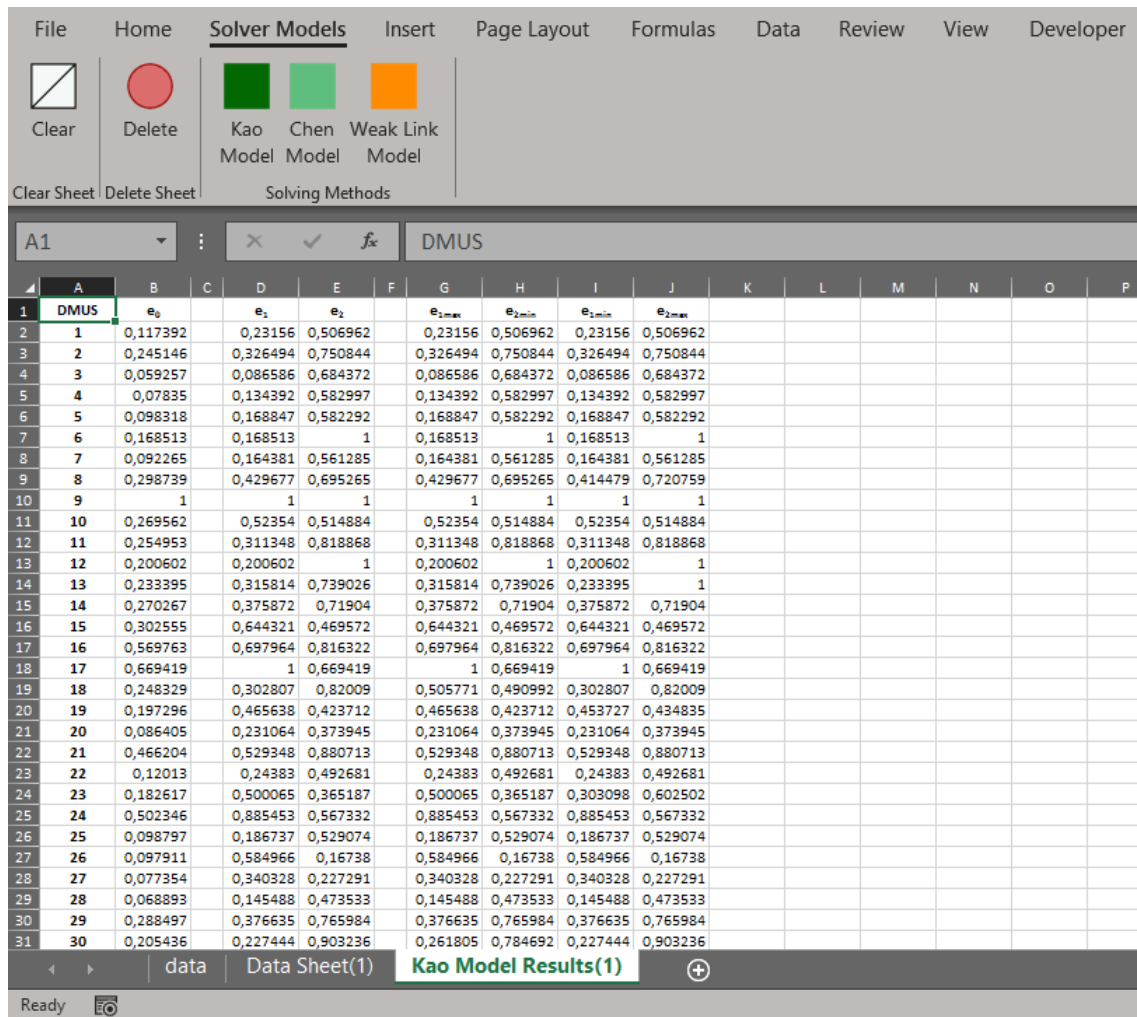 File Home Solver Models Insert Page Layout Formulas Data Review View Developer
Clear Delete Kao Chen Weak Link
Model Model Model
Clear Sheet Delete Sheet Solving Methods
A1 fx DMUS
A B C D E F G H I J K L M N O P
1 DMUS e₀ e₁ e₂ e₁max e₂min e₁min e₂max
2 1 0,117392 0,23156 0,506962 0,23156 0,506962 0,23156 0,506962
3 2 0,245146 0,326494 0,750844 0,326494 0,750844 0,326494 0,750844
4 3 0,059257 0,086586 0,684372 0,086586 0,684372 0,086586 0,684372
5 4 0,07835 0,134392 0,582997 0,134392 0,582997 0,134392 0,582997
6 5 0,098318 0,168847 0,582292 0,168847 0,582292 0,168847 0,582292
7 6 0,168513 0,168513 1 0,168513 1 0,168513 1
8 7 0,092265 0,164381 0,561285 0,164381 0,561285 0,164381 0,561285
9 8 0,298739 0,429677 0,695265 0,429677 0,695265 0,414479 0,720759
10 9 1 1 1 1 1 1 1
11 10 0,269562 0,52354 0,514884 0,52354 0,514884 0,52354 0,514884
12 11 0,254953 0,311348 0,818868 0,311348 0,818868 0,311348 0,818868
13 12 0,200602 0,200602 1 0,200602 1 0,200602 1
14 13 0,233395 0,315814 0,739026 0,315814 0,739026 0,233395 1
15 14 0,270267 0,375872 0,71904 0,375872 0,71904 0,375872 0,71904
16 15 0,302555 0,644321 0,469572 0,644321 0,469572 0,644321 0,469572
17 16 0,569763 0,697964 0,816322 0,697964 0,816322 0,697964 0,816322
18 17 0,669419 1 0,669419 1 0,669419 1 0,669419
19 18 0,248329 0,302807 0,82009 0,505771 0,490992 0,302807 0,82009
20 19 0,197296 0,465638 0,423712 0,465638 0,423712 0,453727 0,434835
21 20 0,086405 0,231064 0,373945 0,231064 0,373945 0,231064 0,373945
22 21 0,466204 0,529348 0,880713 0,529348 0,880713 0,529348 0,880713
23 22 0,12013 0,24383 0,492681 0,24383 0,492681 0,24383 0,492681
24 23 0,182617 0,500065 0,365187 0,500065 0,365187 0,303098 0,602502
25 24 0,502346 0,885453 0,567332 0,885453 0,567332 0,885453 0,567332
26 25 0,098797 0,186737 0,529074 0,186737 0,529074 0,186737 0,529074
27 26 0,097911 0,584966 0,16738 0,584966 0,16738 0,584966 0,16738
28 27 0,077354 0,340328 0,227291 0,340328 0,227291 0,340328 0,227291
29 28 0,068893 0,145488 0,473533 0,145488 0,473533 0,145488 0,473533
30 29 0,288497 0,376635 0,765984 0,376635 0,765984 0,376635 0,765984
31 30 0,205436 0,227444 0,903236 0,261805 0,784692 0,227444 0,903236
data Data Sheet(1) Kao Model Results(1)
Ready